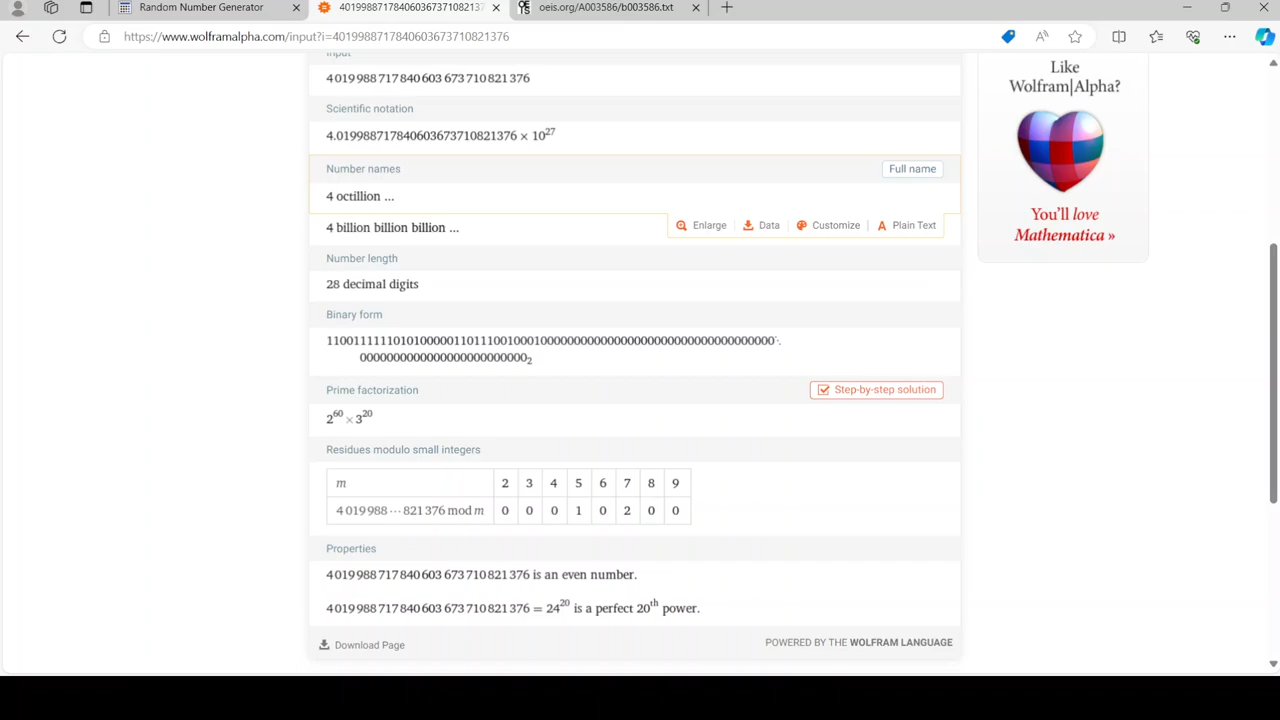 Random Number Generator
401998871784060367371082137
oeis.org/A003586/b003586.txt
https://www.wolframalpha.com/input?i=4019988717840603673710821376
Input
4 019 988 717 840 603 673 710 821 376
Scientific notation
4.019988717840603673710821376 × 10^27
Number names
Full name
4 octillion ...
4 billion billion billion ...
Enlarge Data Customize Plain Text
Number length
28 decimal digits
Binary form
Prime factorization
Step-by-step solution
2^60 × 3^20
Residues modulo small integers
m 2 3 4 5 6 7 8 9
4 019 988 ⋯ 821 376 mod m 0 0 0 1 0 2 0 0
Properties
4 019 988 717 840 603 673 710 821 376 is an even number.
4 019 988 717 840 603 673 710 821 376 = 24^20 is a perfect 20th power.
Download Page
POWERED BY THE WOLFRAM LANGUAGE
Like
Wolfram|Alpha?
You'll love
Mathematica »